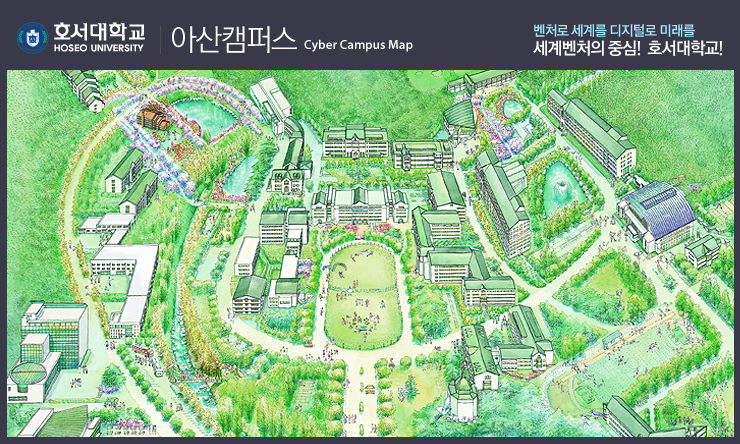 호서대학교
HOSEO UNIVERSITY
아산캠퍼스 Cyber Campus Map
벤처로 세계를 디지털로 미래를
세계벤처의 중심! 호서대학교!